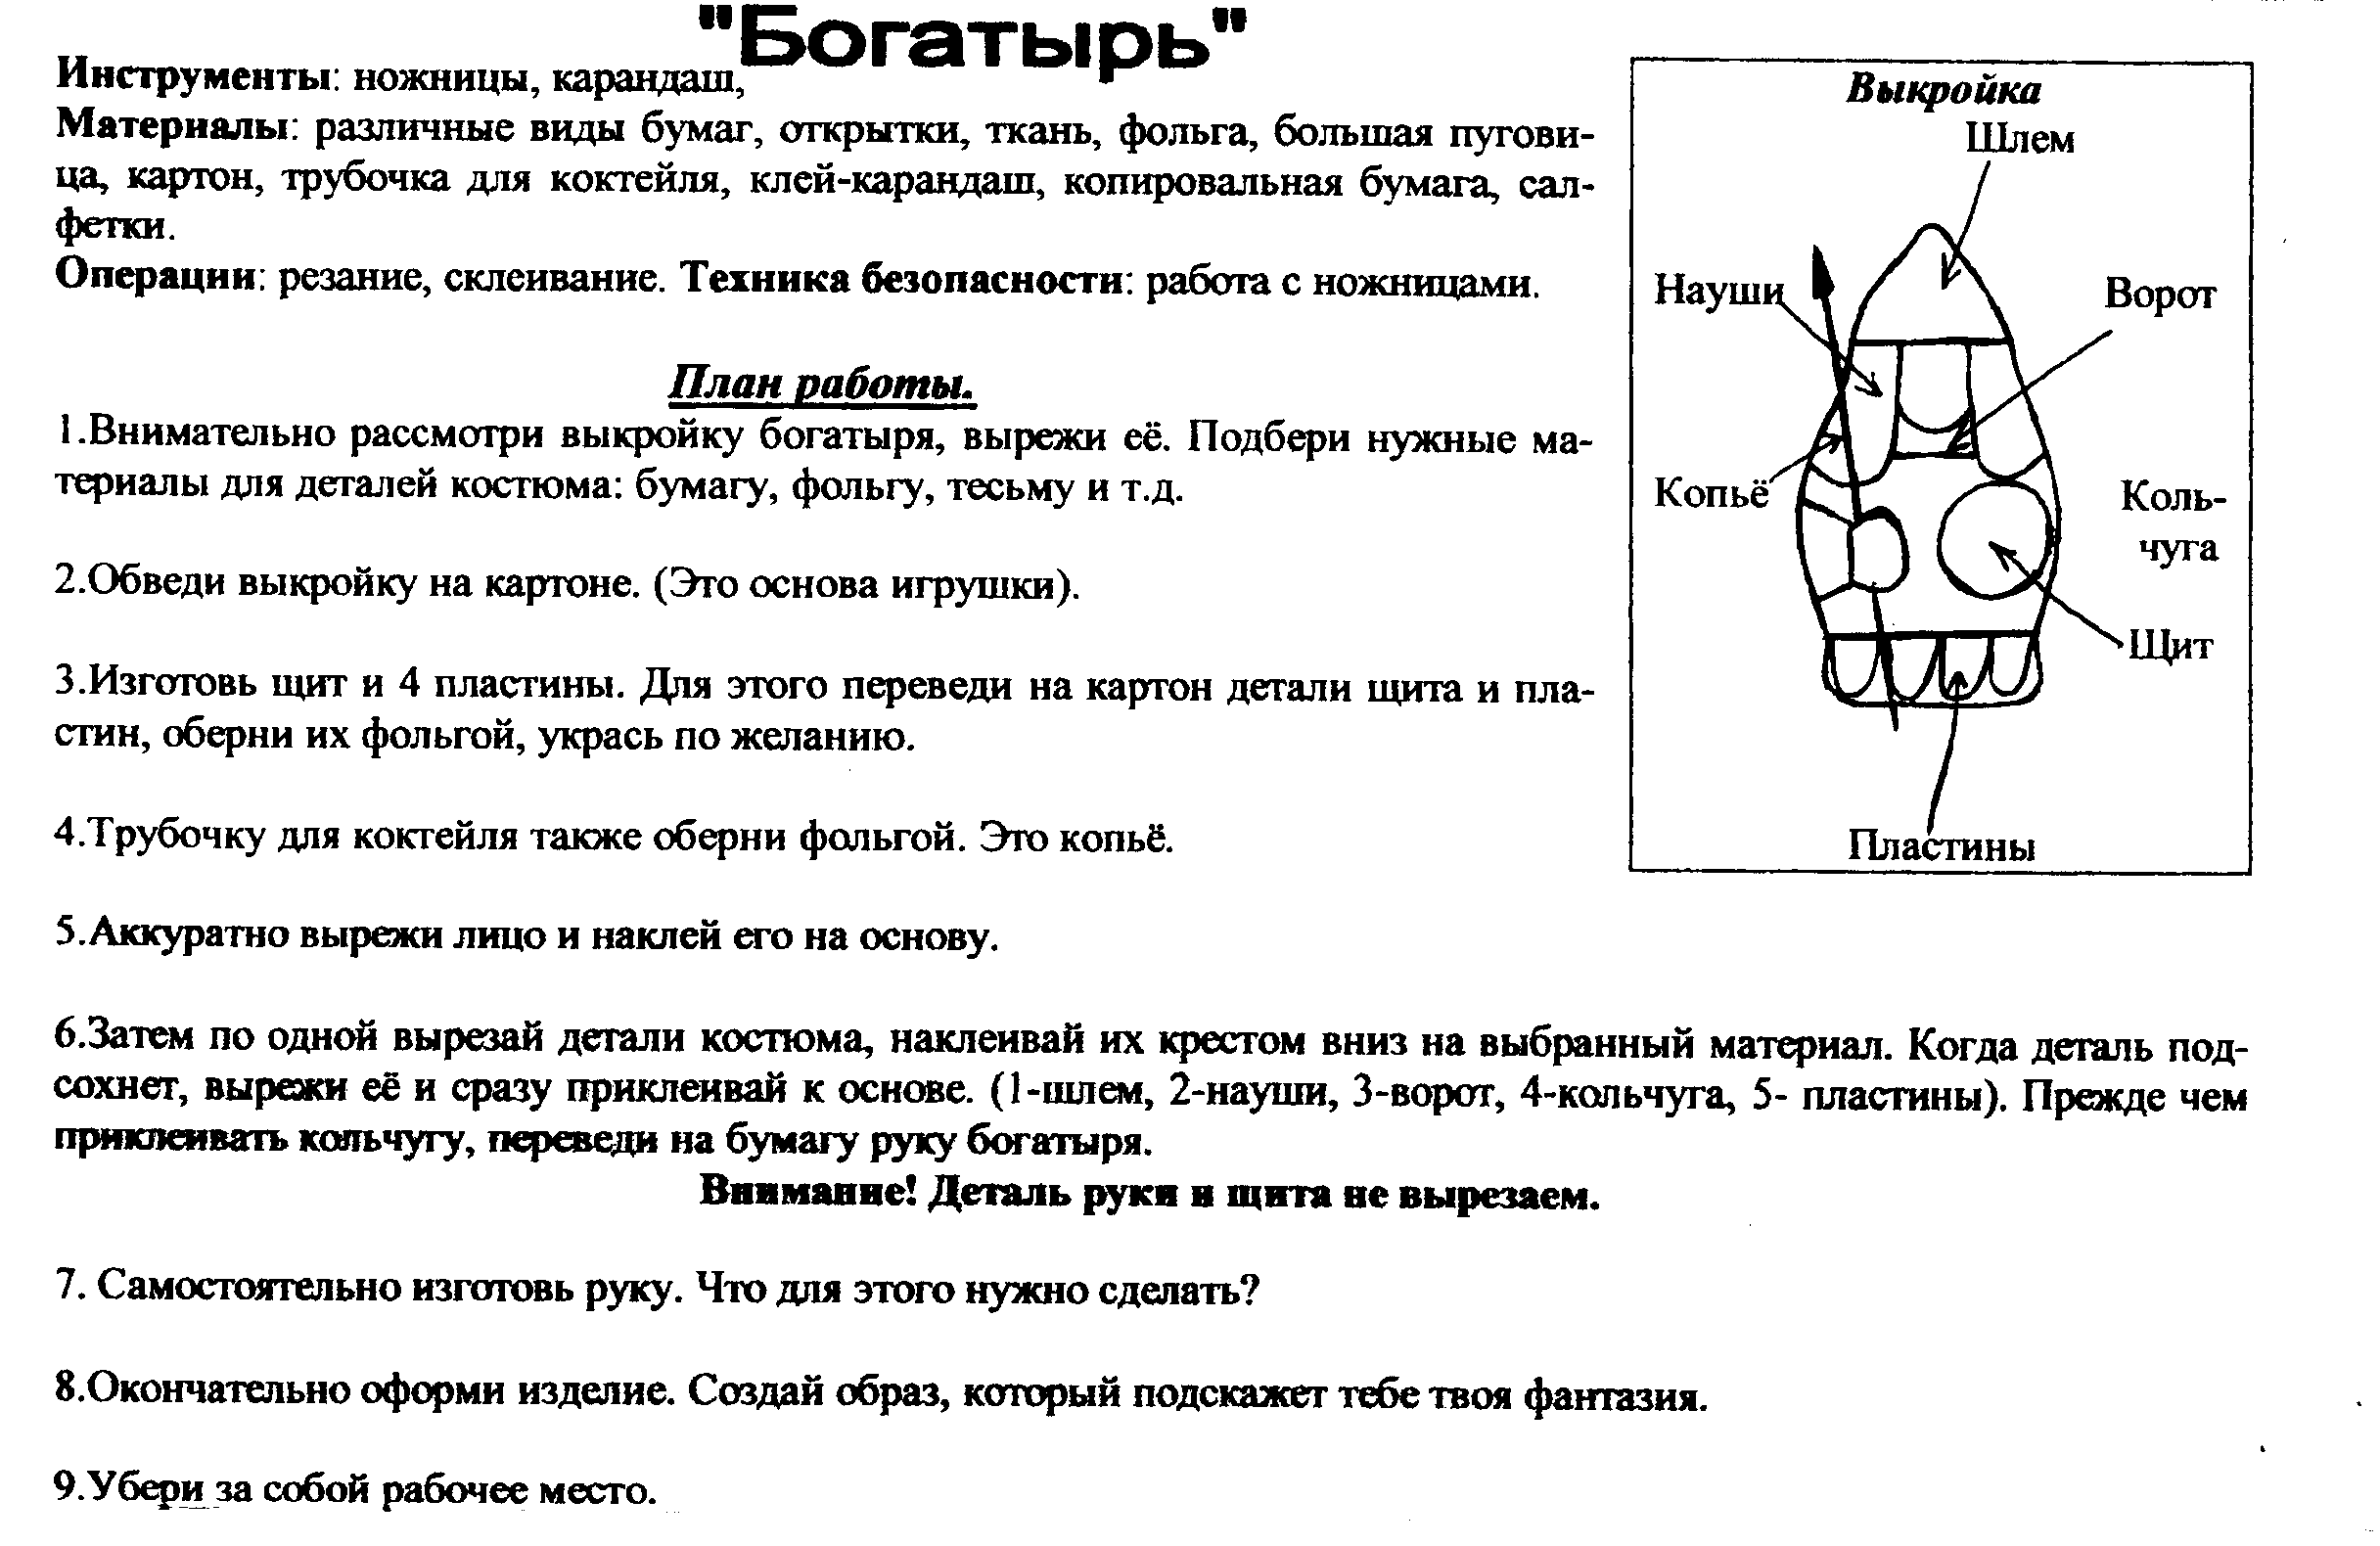 "Богатырь"
Инструменты: ножницы, карандаш,
Материалы: различные виды бумаг, открытки, ткань, фольга, большая пугови-
ца, картон, трубочка для коктейля, клей-карандаш, копировальная бумага, сал-
фетки.
Операции: резание, склеивание. Техника безопасности: работа с ножницами.
План работы.
1.Внимательно рассмотри выкройку богатыря, вырежи её. Подбери нужные ма-
териалы для деталей костюма: бумагу, фольгу, тесьму и т.д.
2.Обведи выкройку на картоне. (Это основа игрушки).
3.Изготовь щит и 4 пластины. Для этого переведи на картон детали щита и пла-
стин, оберни их фольгой, укрась по желанию.
4.Трубочку для коктейля также оберни фольгой. Это копьё.
5.Аккуратно вырежи лицо и наклей его на основу.
Выкройка
Шлем
Науши
Ворот
Копьё
Коль-
чуга
Щит
Пластины
6.Затем по одной вырезай детали костюма, наклеивай их крестом вниз на выбранный материал. Когда деталь под-
сохнет, вырежи её и сразу приклеивай к основе. (1-шлем, 2-науши, 3-ворот, 4-кольчуга, 5- пластины). Прежде чем
приклеивать кольчугу, переведи на бумагу руку богатыря.
Внимание! Деталь руки и щита не вырезаем.
7. Самостоятельно изготовь руку. Что для этого нужно сделать?
8.Окончательно оформи изделие. Создай образ, который подскажет тебе твоя фантазия.
9.Убери за собой рабочее место.